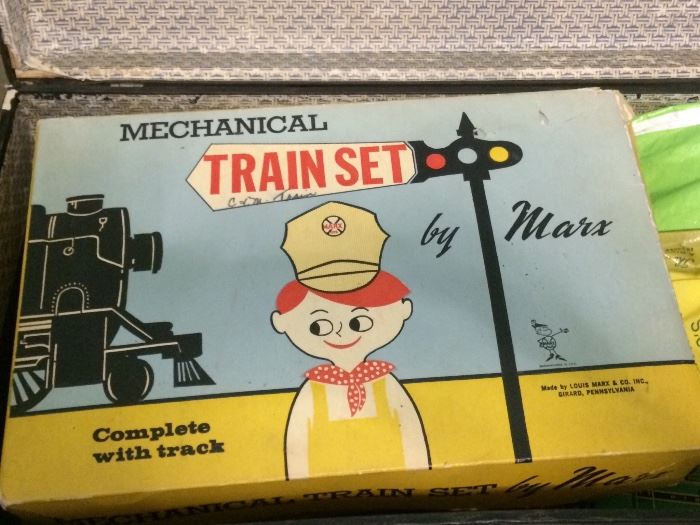 MECHANICAL
TRAIN SET
C & M. Train
MARX
by Marx
Made by LOUIS MARX & CO. INC.,
GIRARD, PENNSYLVANIA
Complete
with track
MECHANICAL TRAIN SET by Marx